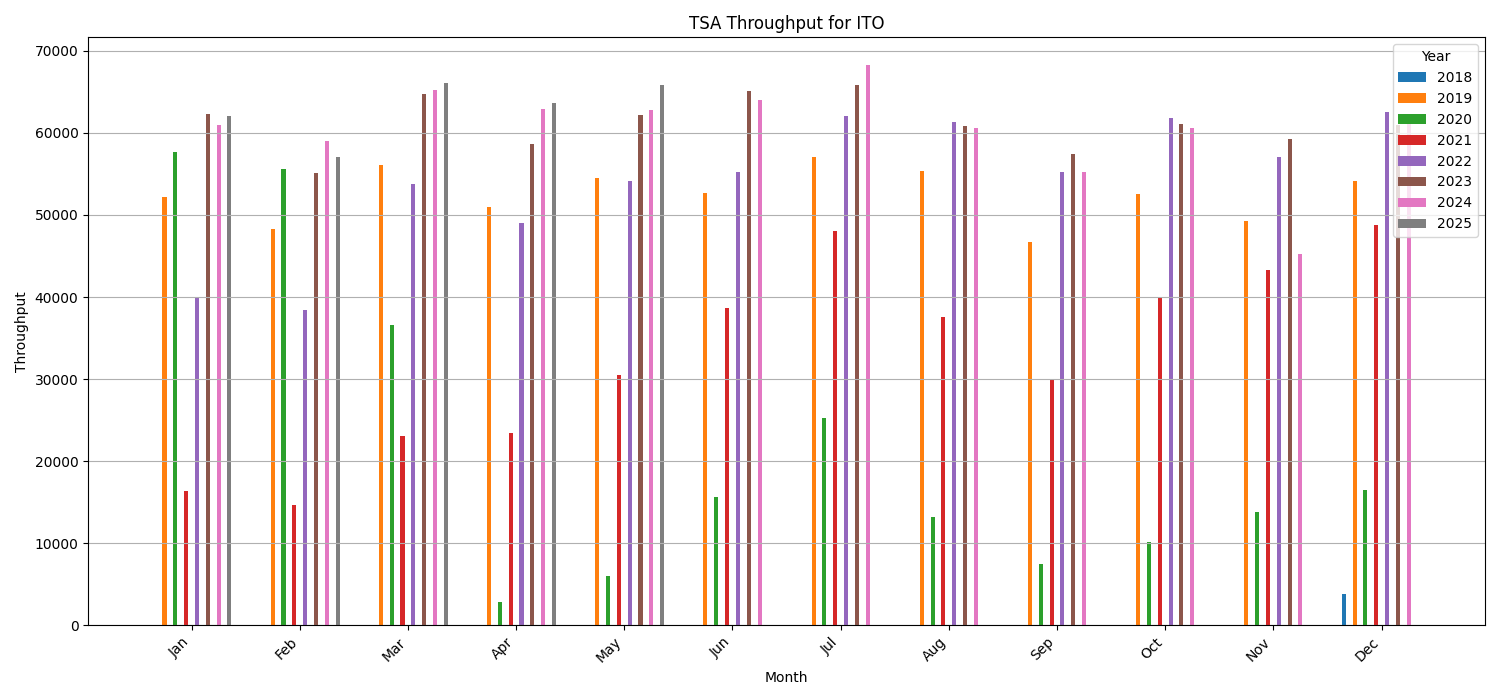 TSA Throughput for ITO
Throughput
70000
60000
50000
40000
30000
20000
10000
0
Year
2018
2019
2020
2021
2022
2023
2024
2025
Jan
Feb
Mar
Apr
May
Jun
Jul
Aug
Sep
Oct
Nov
Dec
Month